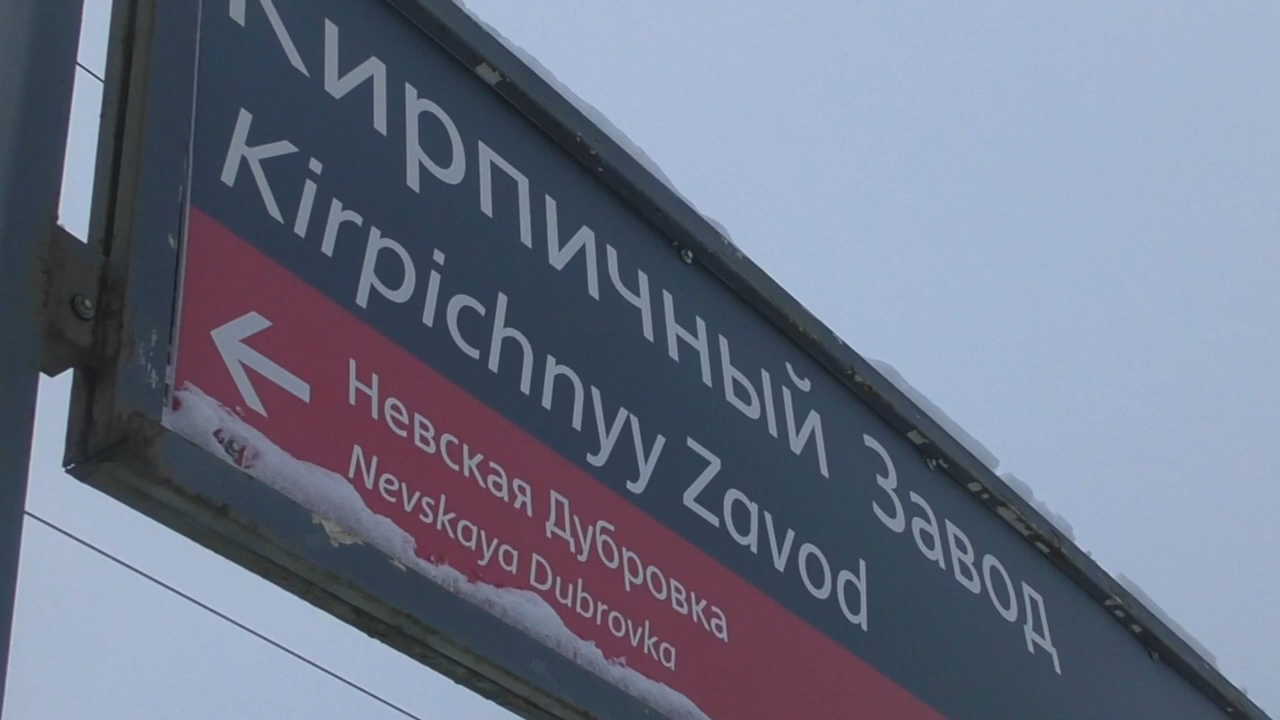 Кирпичный Завод
Kirpichnyy Zavod
Невская Дубровка
Nevskaya Dubrovka